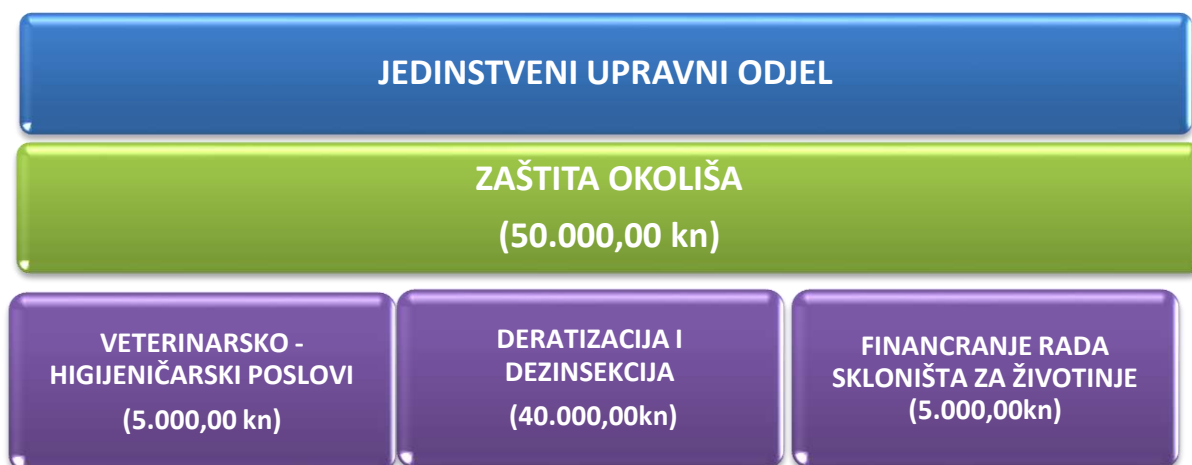 JEDINSTVENI UPRAVNI ODJEL
ZAŠTITA OKOLIŠA
(50.000,00 kn)
VETERINARSKO -
HIGIJENIČARSKI POSLOVI
(5.000,00 kn)
DERATIZACIJA I
DEZINSEKCIJA
(40.000,00kn)
FINANCRANJE RADA
SKLONIŠTA ZA ŽIVOTINJE
(5.000,00kn)